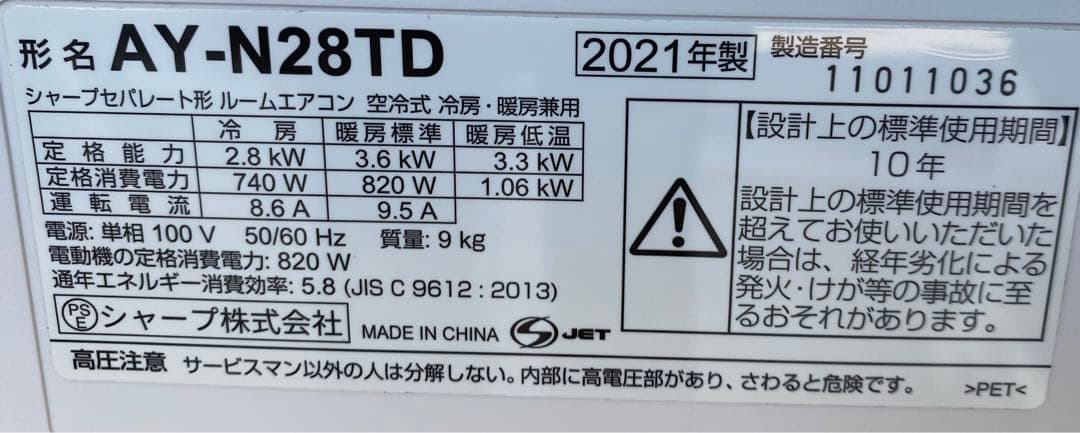 形名 AY-N28TD 2021年製 製造番号
11011036
シャープセパレート形 ルームエアコン 空冷式 冷房・暖房兼用
冷房 暖房標準 暖房低温
定格能力 2.8 kW 3.6 kW 3.3 kW
定格消費電力 740 W 820 W 1.06 kW
運転電流 8.6 A 9.5 A
電源: 単相 100 V 50/60 Hz 質量: 9 kg
電動機の定格消費電力: 820 W
通年エネルギー消費効率: 5.8 (JIS C 9612 : 2013)
PSE シャープ株式会社 MADE IN CHINA JET
【設計上の標準使用期間】
10年
設計上の標準使用期間を
超えてお使いいただいた
場合は、経年劣化による
発火・けが等の事故に至
るおそれがあります。
高圧注意 サービスマン以外の人は分解しない。内部に高電圧部があり、さわると危険です。 >PET<